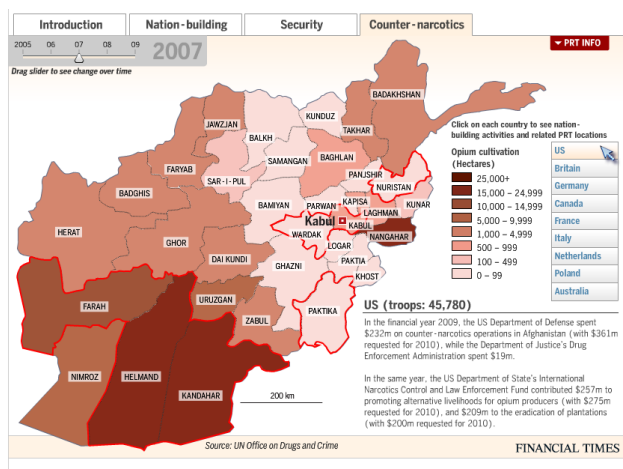 Introduction
Nation-building
Security
Counter-narcotics
2005 06 07 08 09
2007
Drag slider to see change over time
PRT INFO
BADAKHSHAN
KUNDUZ
JAWZJAN
TAKHAR
BALKH
BAGHLAN
SAMANGAN
FARYAB
PANJSHIR
SAR-I-PUL
NURISTAN
BADGHIS
BAMIYAN
PARWAN
KAPISA
KUNAR
LAGHMAN
Kabul
KABUL
HERAT
WARDAK
NANGAHAR
GHOR
LOGAR
DAI KUNDI
PAKTIA
GHAZNI
KHOST
URUZGAN
FARAH
PAKTIKA
ZABUL
NIMROZ
HELMAND
KANDAHAR
200 km
Click on each country to see nation-
building activities and related PRT locations
Opium cultivation
(Hectares)
25,000+
15,000 – 24,999
10,000 – 14,999
5,000 – 9,999
1,000 – 4,999
500 – 999
100 – 499
0 – 99
US
Britain
Germany
Canada
France
Italy
Netherlands
Poland
Australia
US (troops: 45,780)
In the financial year 2009, the US Department of Defense spent
$232m on counter-narcotics operations in Afghanistan (with $361m
requested for 2010), while the Department of Justice's Drug
Enforcement Administration spent $19m.
In the same year, the US Department of State's International
Narcotics Control and Law Enforcement Fund contributed $257m to
promoting alternative livelihoods for opium producers (with $275m
requested for 2010), and $209m to the eradication of plantations
(with $200m requested for 2010).
Source: UN Office on Drugs and Crime
FINANCIAL TIMES